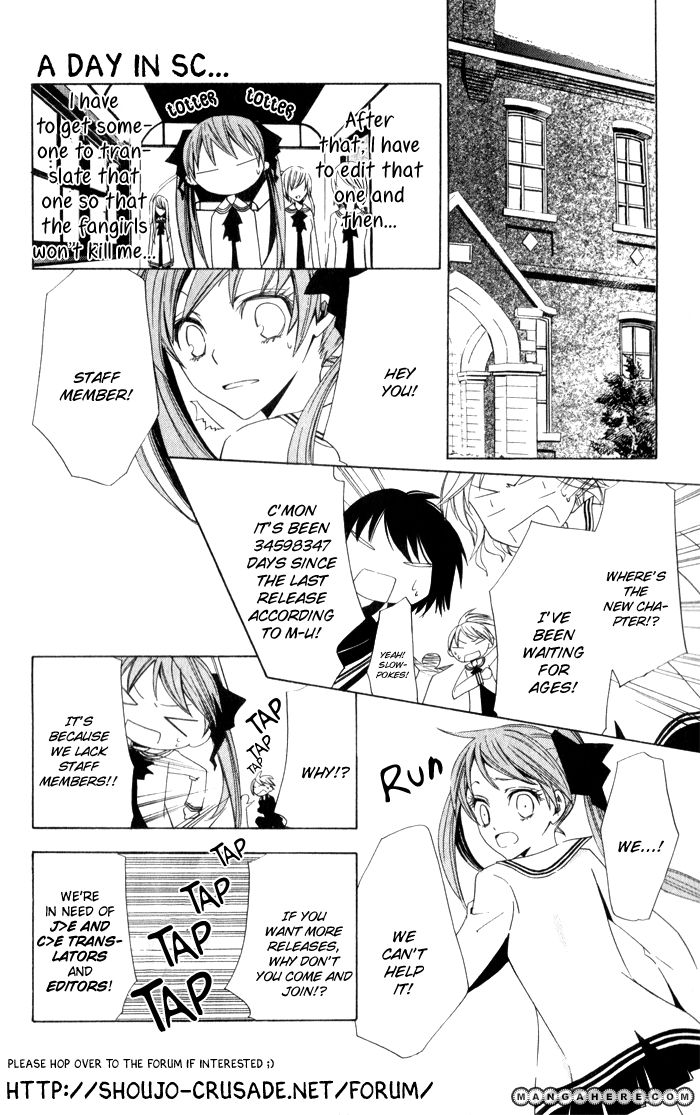 A DAY IN SC...
After
that, I have
to edit that
one and
then...
totter totter
I have
to get some-
one to tran-
slate that
one so that
the fangirls
won't kill me...
HEY
YOU!
STAFF
MEMBER!
WHERE'S
THE
NEW CHA-
PTER!?
I'VE
BEEN
WAITING
FOR
AGES!
C'MON
IT'S BEEN
34598347
DAYS SINCE
THE LAST
RELEASE
ACCORDING
TO M-U!
YEAH!
SLOW-
POKES!
WE...!
RUN
WE
CAN'T
HELP
IT!
WHY!?
TAP
TAP
TAP
IT'S
BECAUSE
WE LACK
STAFF
MEMBERS!!
IF YOU
WANT MORE
RELEASES,
WHY DON'T
YOU COME AND
JOIN!?
TAP
TAP
TAP
TAP
WE'RE
IN NEED OF
J>E AND
C>E TRANS-
LATORS
AND
EDITORS!
PLEASE HOP OVER TO THE FORUM IF INTERESTED ;)
HTTP://SHOUJO-CRUSADE.NET/FORUM/
MANGAHERE.COM